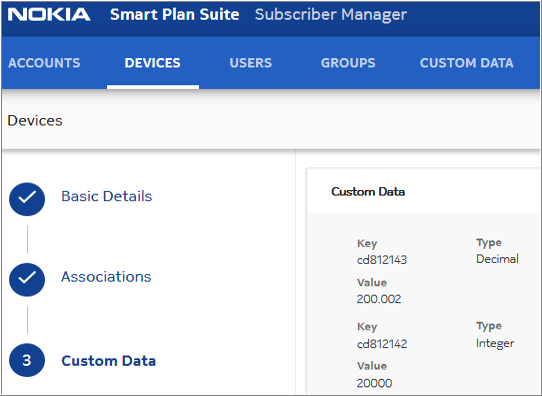 NOKIA Smart Plan Suite Subscriber Manager
ACCOUNTS DEVICES USERS GROUPS CUSTOM DATA
Devices
Basic Details
Associations
3 Custom Data
Custom Data
Key Type
cd812143 Decimal
Value
200.002
Key Type
cd812142 Integer
Value
20000